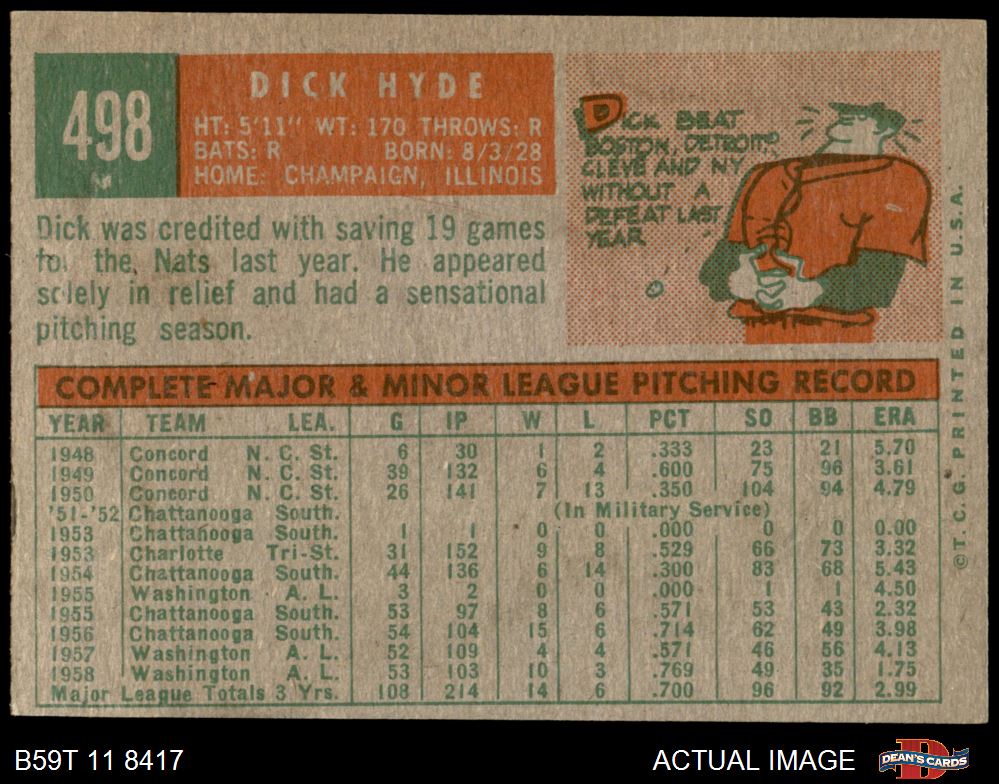 498
DICK HYDE
HT: 5'11" WT: 170 THROWS: R
BATS: R BORN: 8/3/28
HOME: CHAMPAIGN, ILLINOIS
Dick was credited with saving 19 games
for the Nats last year. He appeared
solely in relief and had a sensational
pitching season.
DICK BEAT
BOSTON, DETROIT,
CLEVE AND NY
WITHOUT A
DEFEAT LAST
YEAR
COMPLETE MAJOR & MINOR LEAGUE PITCHING RECORD
YEAR TEAM LEA. G IP W L PCT SO BB ERA
1948 Concord N. C. St. 6 30 1 2 .333 23 21 5.70
1949 Concord N. C. St. 39 132 6 4 .600 75 96 3.61
1950 Concord N. C. St. 26 141 7 13 .350 104 94 4.79
'51-'52 Chattanooga South. (In Military Service)
1953 Chattanooga South. 1 1 0 0 .000 0 0 0.00
1953 Charlotte Tri-St. 31 152 9 8 .529 66 73 3.32
1954 Chattanooga South. 44 136 6 14 .300 83 68 5.43
1955 Washington A. L. 3 2 0 0 .000 1 1 4.50
1955 Chattanooga South. 53 97 8 6 .571 53 43 2.32
1956 Chattanooga South. 54 104 15 6 .714 62 49 3.98
1957 Washington A. L. 52 109 4 4 .571 46 56 4.13
1958 Washington A. L. 53 103 10 3 .769 49 35 1.75
Major League Totals 3 Yrs. 108 214 14 6 .700 96 92 2.99
©T. C. G. PRINTED IN U.S.A.
B59T 11 8417
ACTUAL IMAGE
DEAN'S CARDS